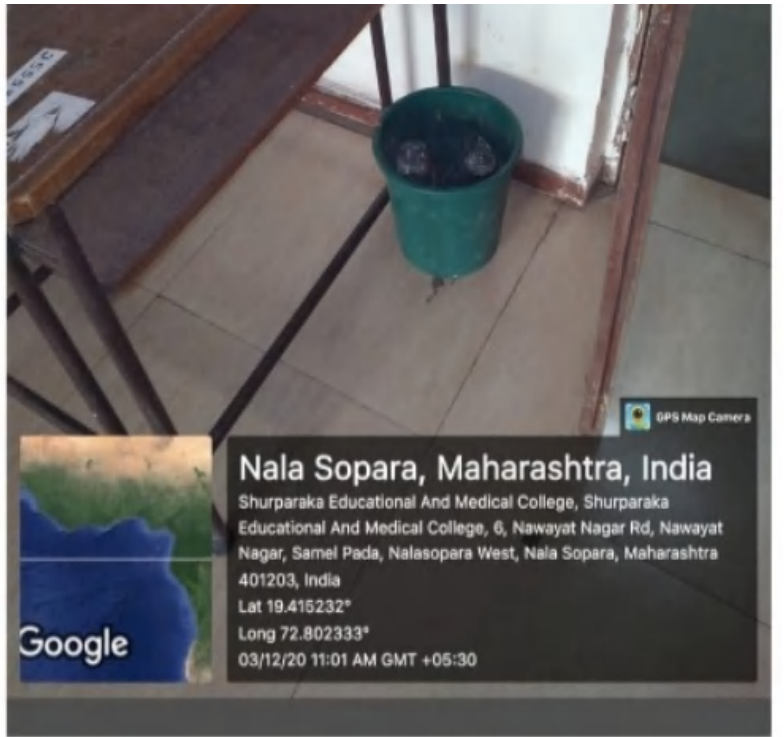 GPS Map Camera
Nala Sopara, Maharashtra, India
Shurparaka Educational And Medical College, Shurparaka
Educational And Medical College, 6, Nawayat Nagar Rd, Nawayat
Nagar, Samel Pada, Nalasopara West, Nala Sopara, Maharashtra
401203, India
Lat 19.415232°
Long 72.802333°
03/12/20 11:01 AM GMT +05:30
Google